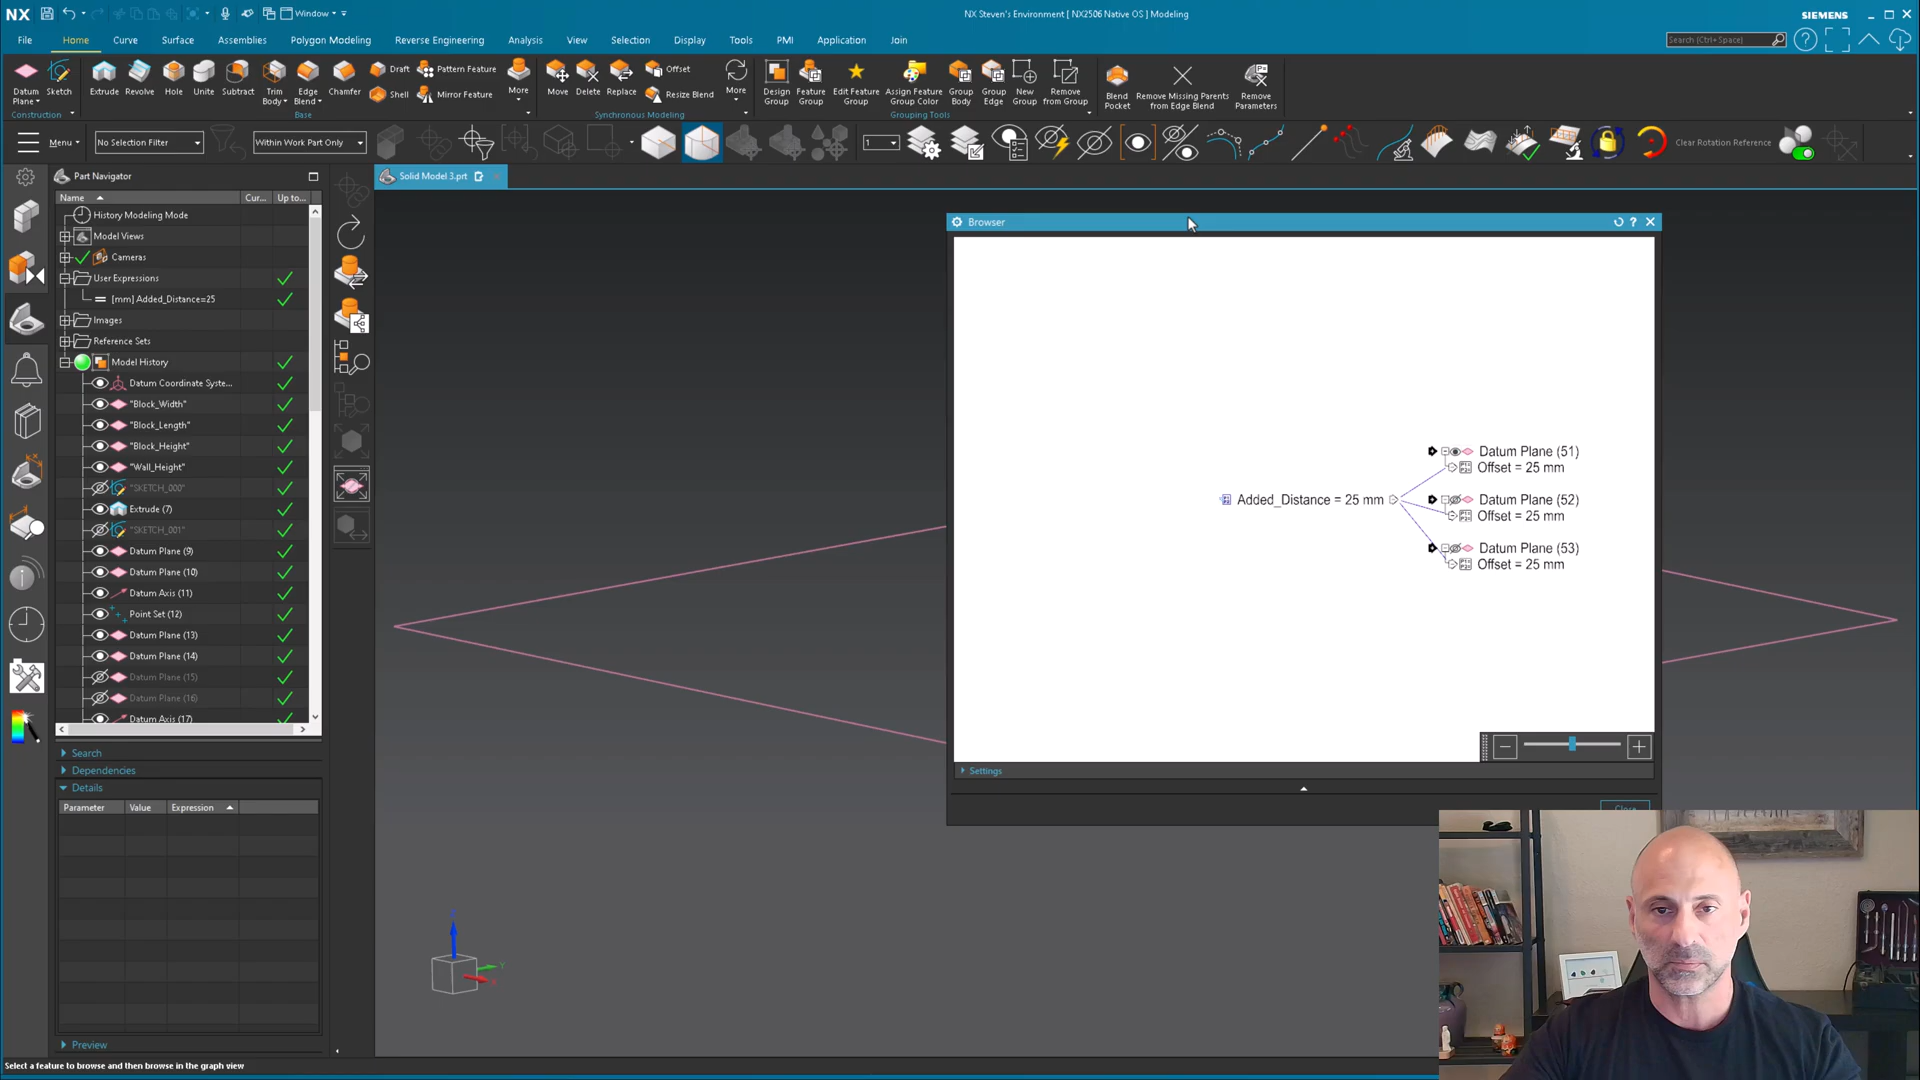 NX
Window
NX Steven's Environment [ NX2506 Native OS ] Modeling
SIEMENS
File Home Curve Surface Assemblies Polygon Modeling Reverse Engineering Analysis View Selection Display Tools PMI Application Join
Search (Ctrl+Space)
Datum Plane
Sketch
Extrude
Revolve
Hole
Unite
Subtract
Trim Body
Edge Blend
Chamfer
Draft
Shell
Pattern Feature
Mirror Feature
More
Move
Delete
Replace
Offset
Resize Blend
More
Design Group
Feature Group
Edit Feature Group
Assign Feature Group Color
Group Body
Group Edge
New Group
Remove from Group
Blend Pocket
Remove Missing Parents from Edge Blend
Remove Parameters
Construction
Base
Synchronous Modeling
Grouping Tools
Menu
No Selection Filter
Within Work Part Only
1
Clear Rotation Reference
Part Navigator
Solid Model 3.prt
Name Cur... Up to...
History Modeling Mode
Model Views
Cameras
User Expressions
[mm] Added_Distance=25
Images
Reference Sets
Model History
Datum Coordinate Syste...
"Block_Width"
"Block_Length"
"Block_Height"
"Wall_Height"
"SKETCH_000"
Extrude (7)
"SKETCH_001"
Datum Plane (9)
Datum Plane (10)
Datum Axis (11)
Point Set (12)
Datum Plane (13)
Datum Plane (14)
Datum Plane (15)
Datum Plane (16)
Datum Axis (17)
Search
Dependencies
Details
Parameter Value Expression
Preview
Select a feature to browse and then browse in the graph view
Browser
Datum Plane (51)
Offset = 25 mm
Added_Distance = 25 mm
Datum Plane (52)
Offset = 25 mm
Datum Plane (53)
Offset = 25 mm
Settings
Close
Z
Y
X